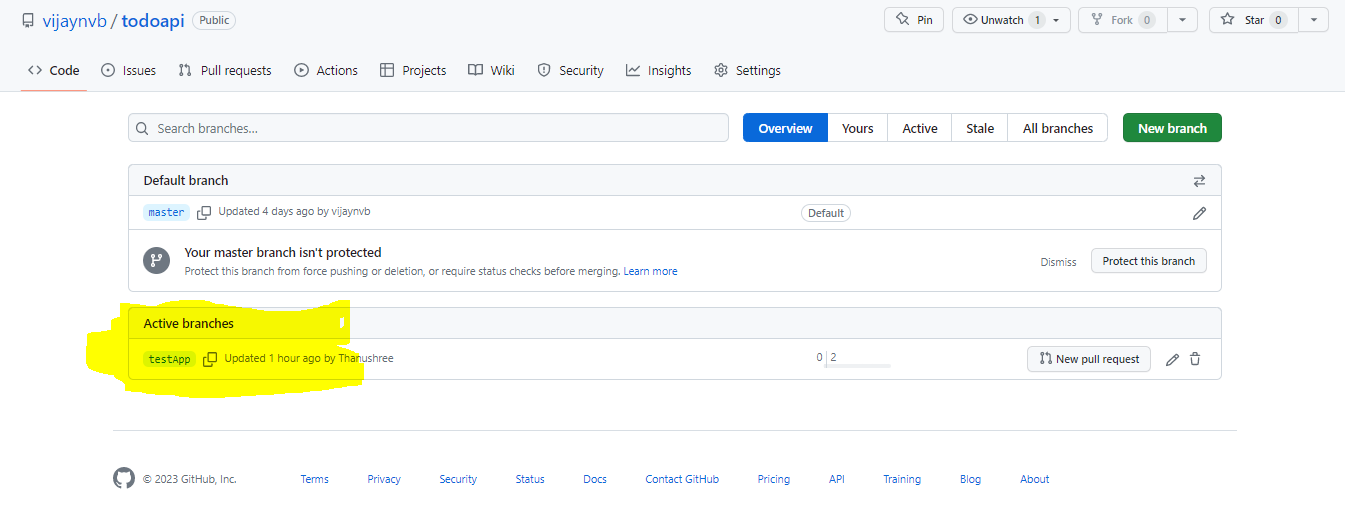 vijaynvb / todoapi Public Pin Unwatch 1 Fork 0 Star 0
Code Issues Pull requests Actions Projects Wiki Security Insights Settings
Search branches... Overview Yours Active Stale All branches New branch
Default branch
master Updated 4 days ago by vijaynvb Default
Your master branch isn't protected
Protect this branch from force pushing or deletion, or require status checks before merging. Learn more Dismiss Protect this branch
Active branches
testApp Updated 1 hour ago by Thanushree 0 2 New pull request
© 2023 GitHub, Inc. Terms Privacy Security Status Docs Contact GitHub Pricing API Training Blog About